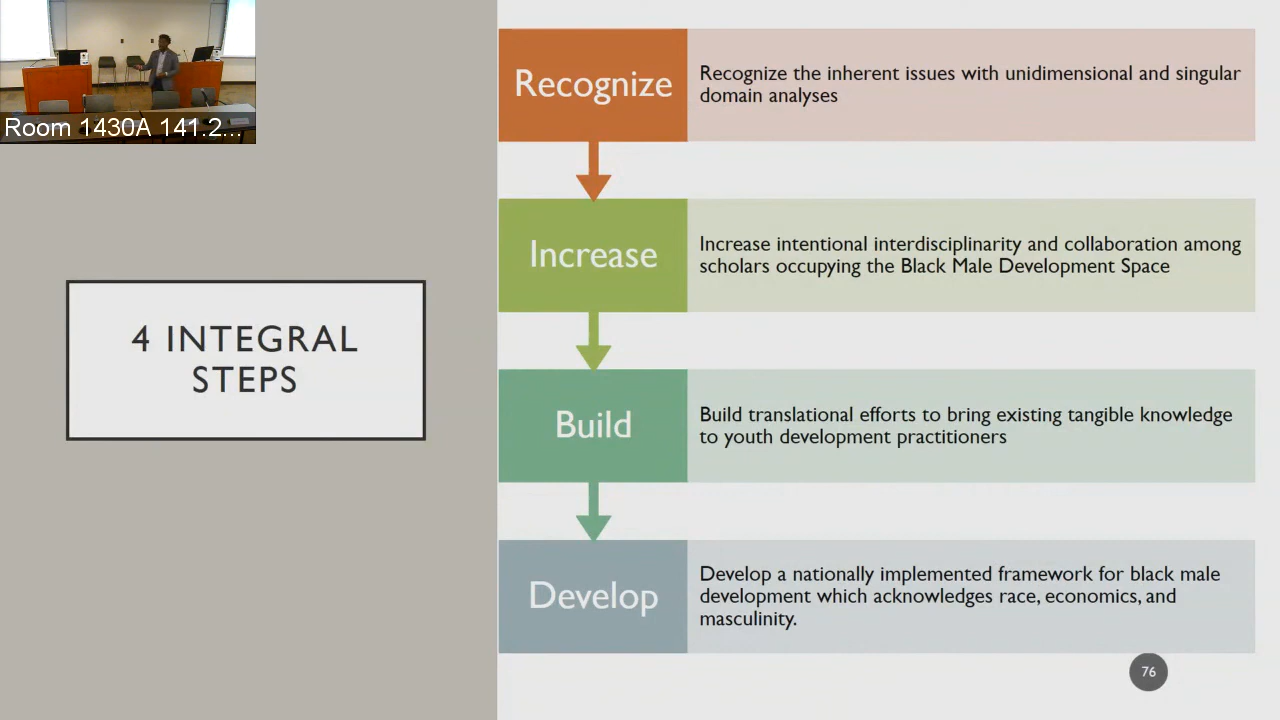 Room 1430A 141.2...
4 INTEGRAL
STEPS
Recognize
Recognize the inherent issues with unidimensional and singular
domain analyses
Increase
Increase intentional interdisciplinarity and collaboration among
scholars occupying the Black Male Development Space
Build
Build translational efforts to bring existing tangible knowledge
to youth development practitioners
Develop
Develop a nationally implemented framework for black male
development which acknowledges race, economics, and
masculinity.
76